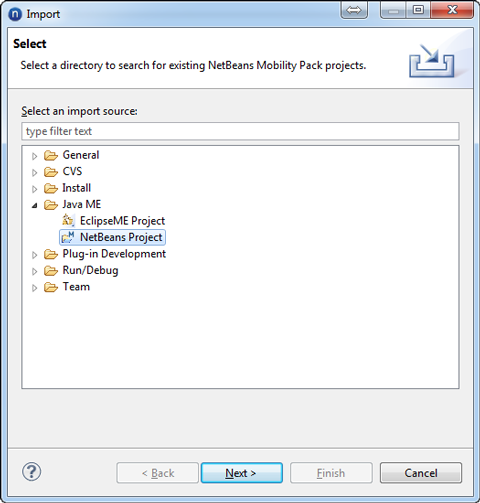 n Import
Select
Select a directory to search for existing NetBeans Mobility Pack projects.
Select an import source:
type filter text
General
CVS
Install
Java ME
EclipseME Project
M NetBeans Project
Plug-in Development
Run/Debug
Team
? < Back Next > Finish Cancel